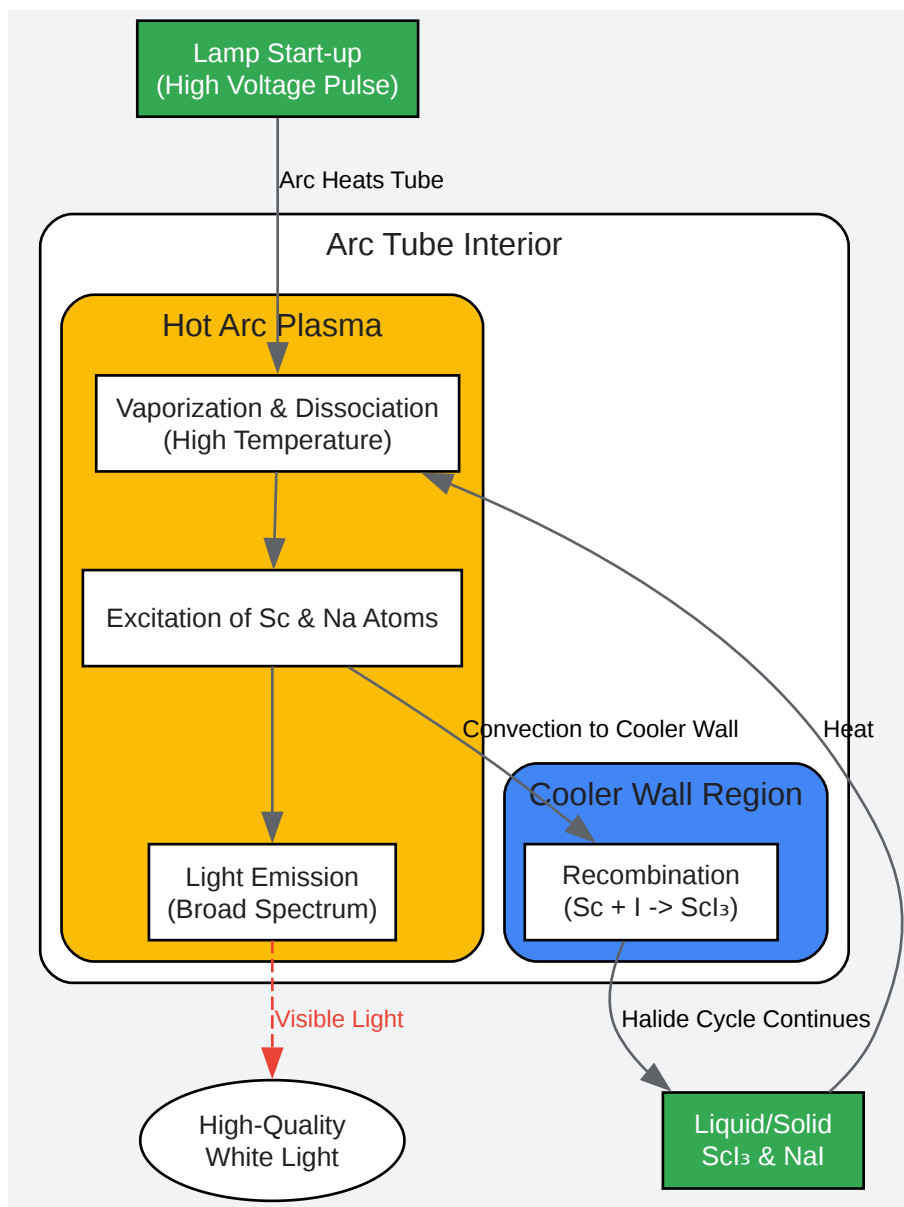 Lamp Start-up
(High Voltage Pulse)
Arc Heats Tube
Arc Tube Interior
Hot Arc Plasma
Vaporization & Dissociation
(High Temperature)
Excitation of Sc & Na Atoms
Convection to Cooler Wall
Heat
Cooler Wall Region
Light Emission
(Broad Spectrum)
Recombination
(Sc + I -> ScI₃)
Visible Light
Halide Cycle Continues
High-Quality
White Light
Liquid/Solid
ScI₃ & NaI